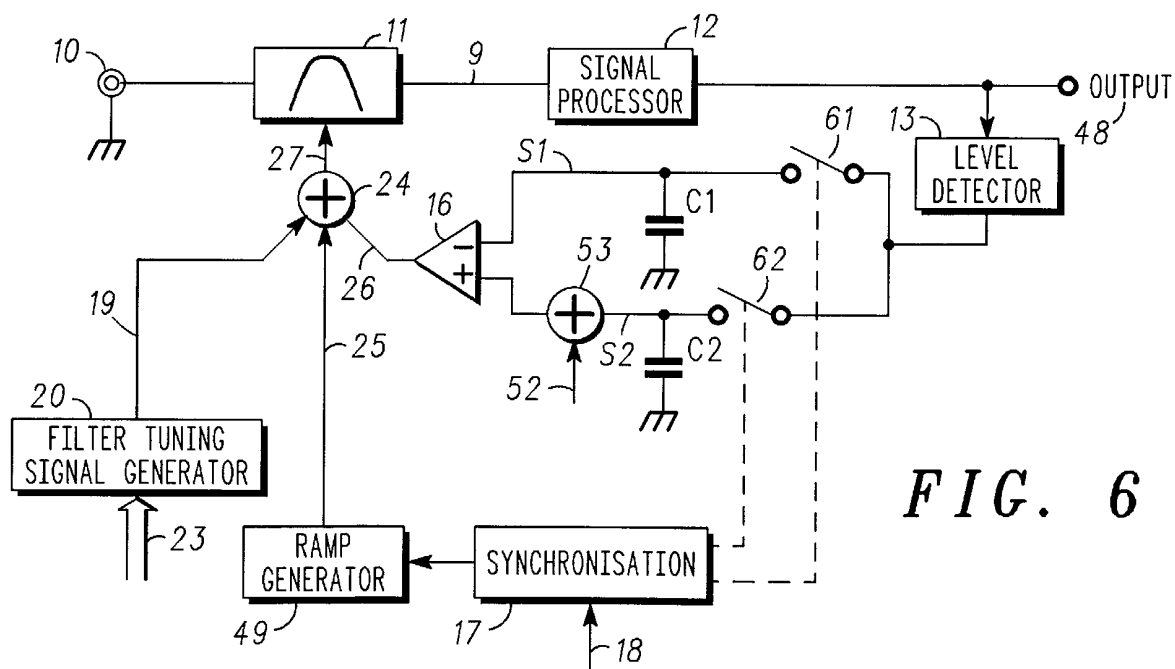 10
11
9
12
SIGNAL
PROCESSOR
OUTPUT
48
13
LEVEL
DETECTOR
61
S1
27
24
16
C1
−
+
+
26
53
62
+
S2
C2
52
19
25
20
FILTER TUNING
SIGNAL GENERATOR
23
RAMP
GENERATOR
49
SYNCHRONISATION
17
18
FIG. 6